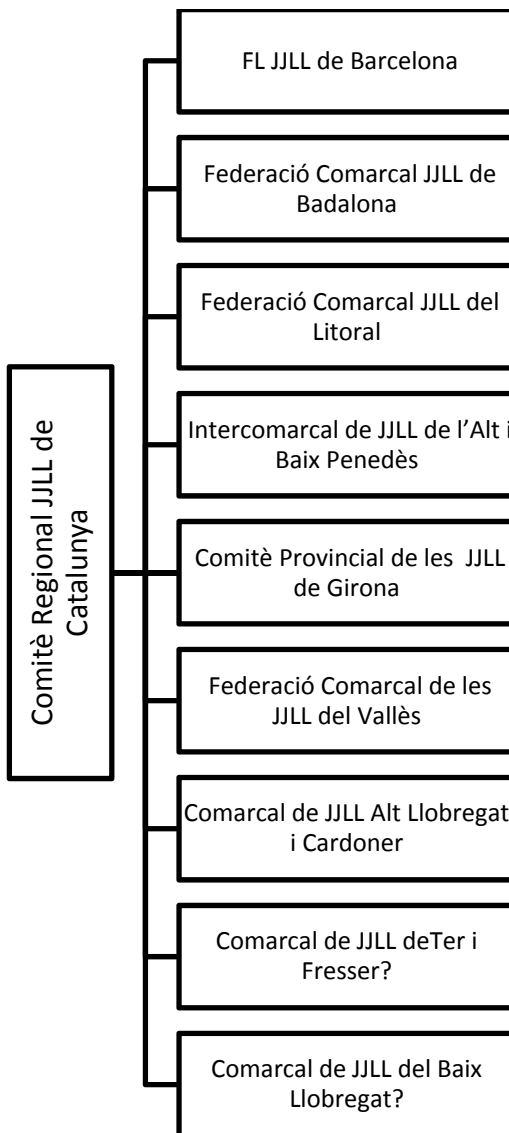 Comitè Regional JJLL de
Catalunya
FL JJLL de Barcelona
Federació Comarcal JJLL de
Badalona
Federació Comarcal JJLL del
Litoral
Intercomarcal de JJLL de l’Alt i
Baix Penedès
Comitè Provincial de les  JJLL
de Girona
Federació Comarcal de les
JJLL del Vallès
Comarcal de JJLL Alt Llobregat
i Cardoner
Comarcal de JJLL deTer i
Fresser?
Comarcal de JJLL del Baix
Llobregat?